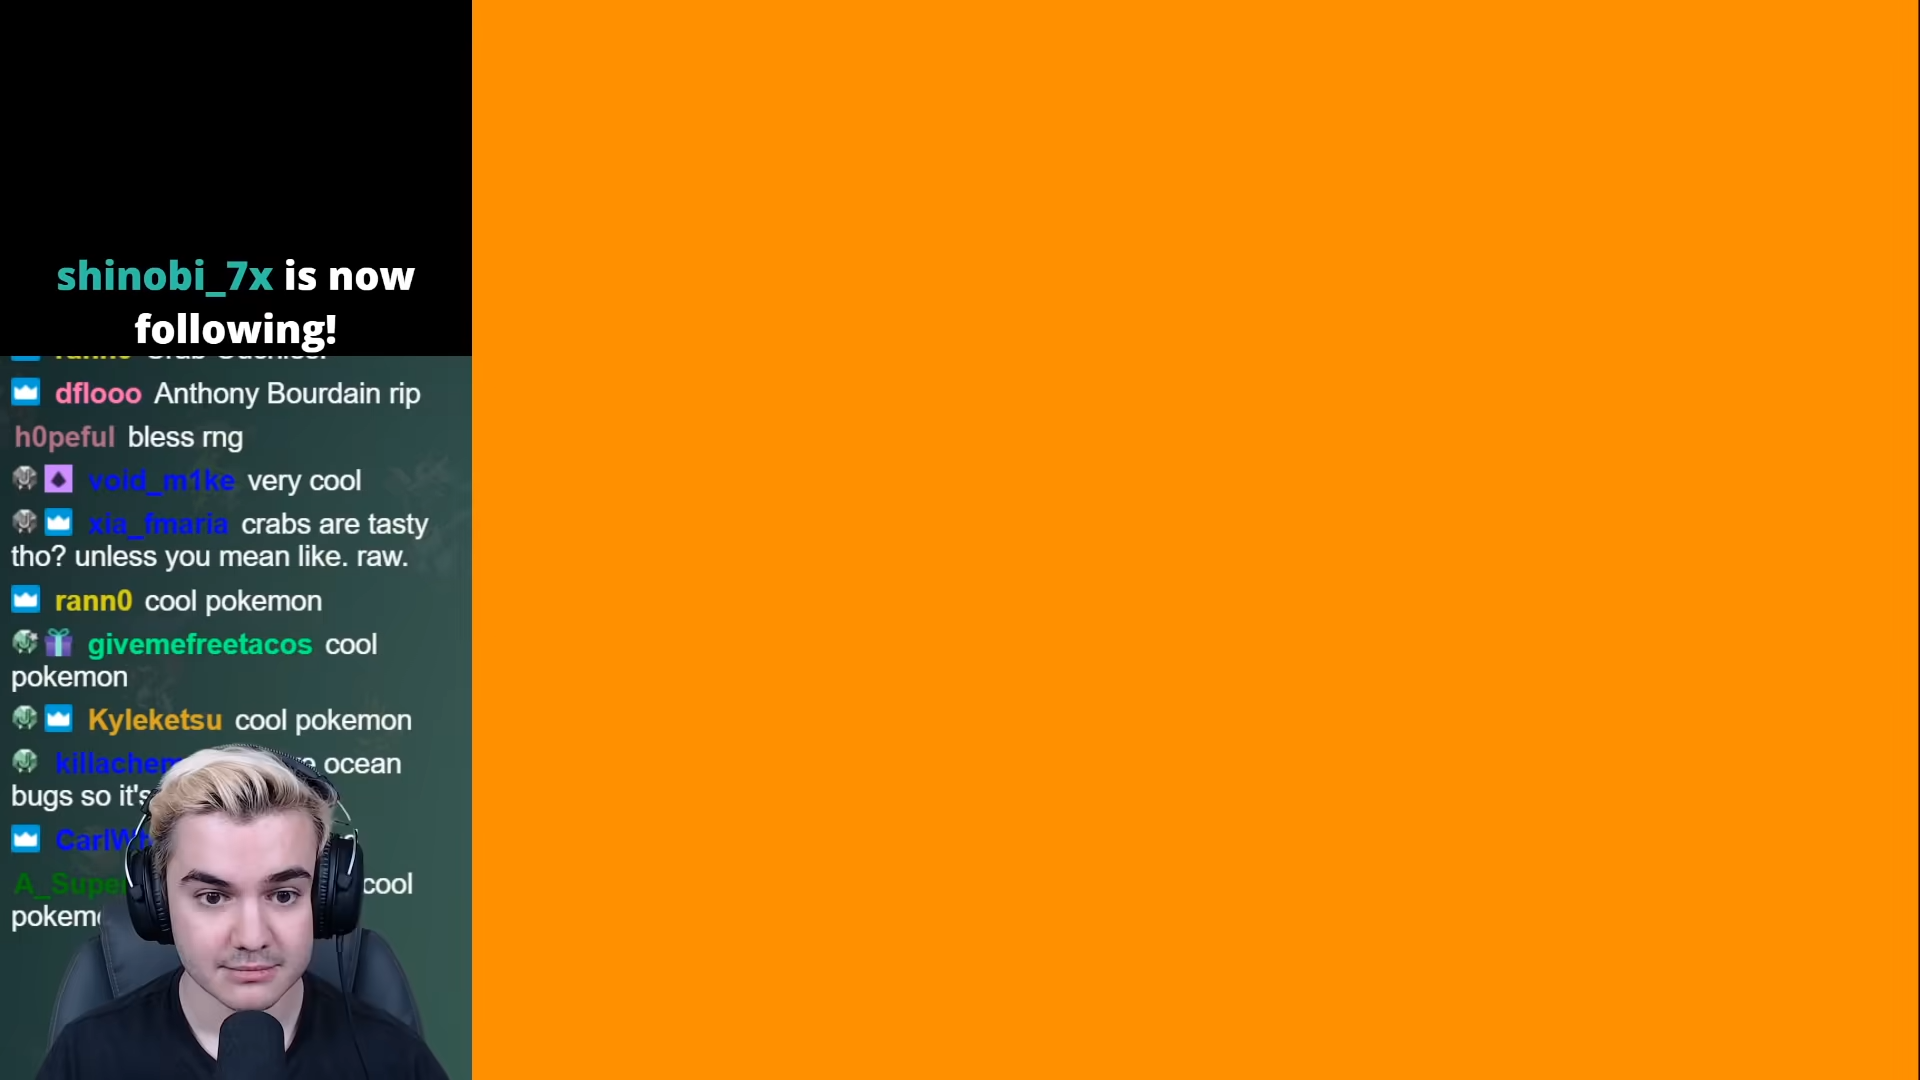 shinobi_7x is now
following!
dflooo Anthony Bourdain rip
h0peful bless rng
void_m1ke very cool
xia_fmaria crabs are tasty
tho? unless you mean like. raw.
rann0 cool pokemon
givemefreetacos cool
pokemon
Kyleketsu cool pokemon
ocean
bugs so it's
cool